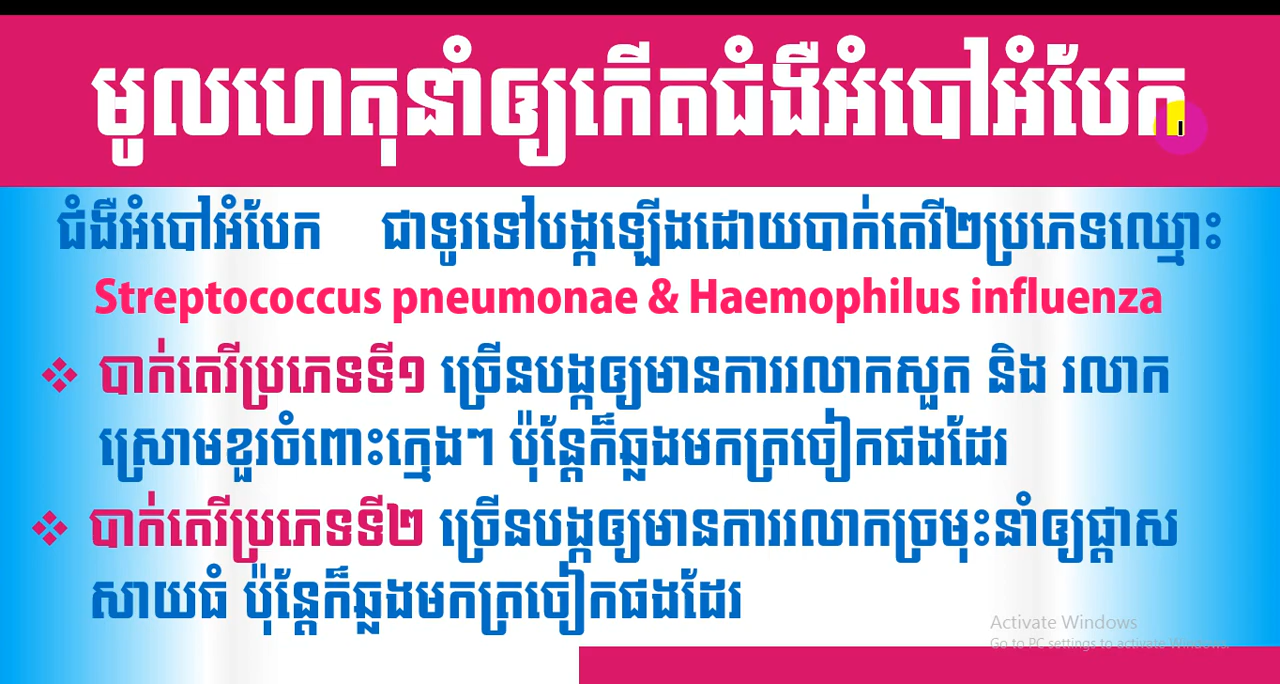 មូលហេតុនាំឲ្យកើតជំងឺអំបៅអំបែក
ជំងឺអំបៅអំបែក ជាទូរទៅបង្កឡើងដោយបាក់តេរី២ប្រភេទឈ្មោះ
Streptococcus pneumonae & Haemophilus influenza
❖ បាក់តេរីប្រភេទទី១ ច្រើនបង្កឲ្យមានការរលាកសួត និង រលាក
ស្រោមខួរចំពោះក្មេងៗ ប៉ុន្តែក៏ឆ្លងមកត្រចៀកផងដែរ
❖ បាក់តេរីប្រភេទទី២ ច្រើនបង្កឲ្យមានការរលាកច្រមុះនាំឲ្យផ្តាស
សាយធំ ប៉ុន្តែក៏ឆ្លងមកត្រចៀកផងដែរ
Activate Windows
Go to PC settings to activate Windows.